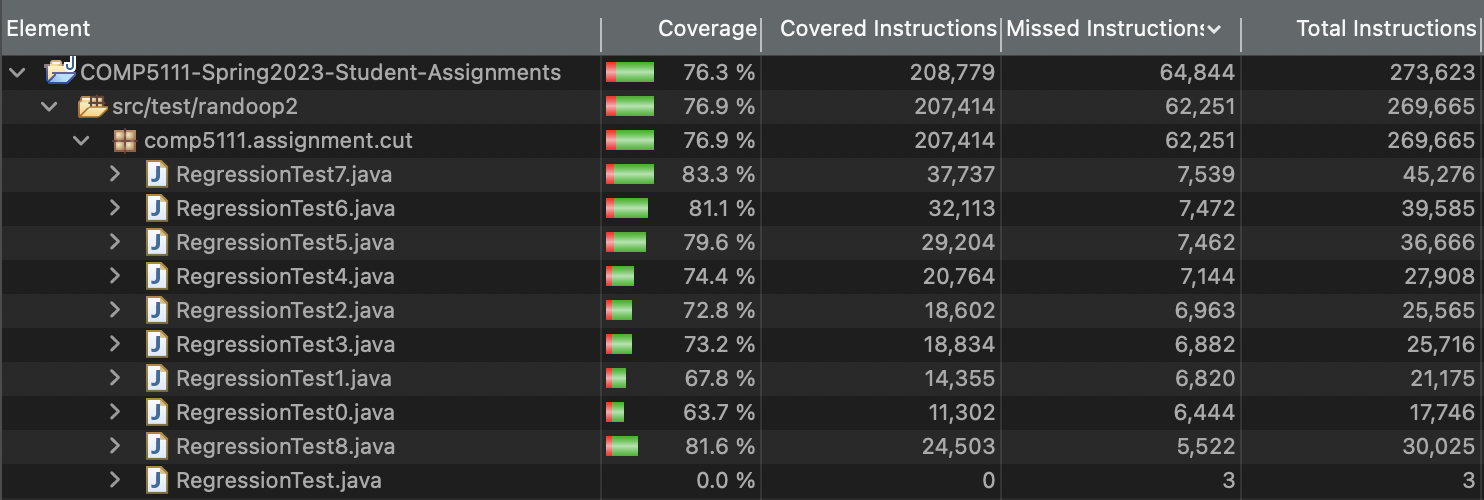 Element Coverage Covered Instructions Missed Instructions Total Instructions
COMP5111-Spring2023-Student-Assignments 76.3 % 208,779 64,844 273,623
src/test/randoop2 76.9 % 207,414 62,251 269,665
comp5111.assignment.cut 76.9 % 207,414 62,251 269,665
RegressionTest7.java 83.3 % 37,737 7,539 45,276
RegressionTest6.java 81.1 % 32,113 7,472 39,585
RegressionTest5.java 79.6 % 29,204 7,462 36,666
RegressionTest4.java 74.4 % 20,764 7,144 27,908
RegressionTest2.java 72.8 % 18,602 6,963 25,565
RegressionTest3.java 73.2 % 18,834 6,882 25,716
RegressionTest1.java 67.8 % 14,355 6,820 21,175
RegressionTest0.java 63.7 % 11,302 6,444 17,746
RegressionTest8.java 81.6 % 24,503 5,522 30,025
RegressionTest.java 0.0 % 0 3 3